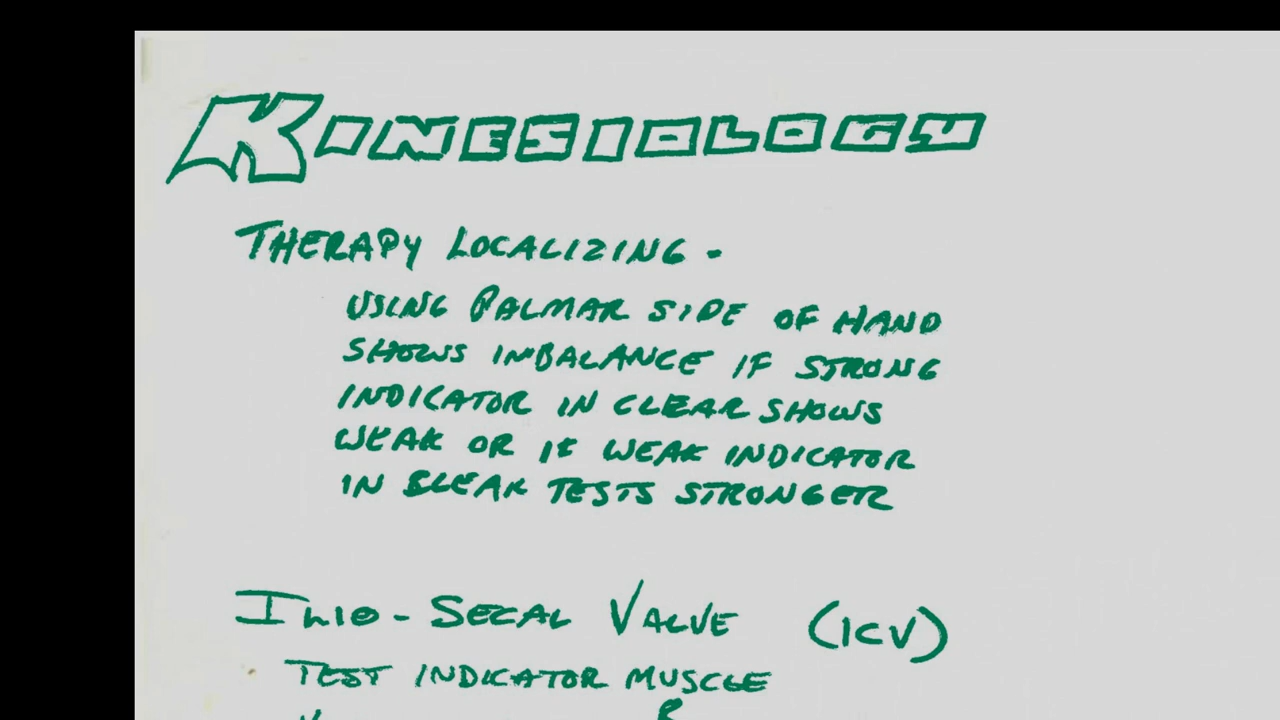 KINESIOLOGY
THERAPY LOCALIZING -
USING PALMAR SIDE OF HAND
SHOWS IMBALANCE IF STRONG
INDICATOR IN CLEAR SHOWS
WEAK OR IF WEAK INDICATOR
IN BLEAK TESTS STRONGER
ILIO - SECAL VALVE (ICV)
TEST INDICATOR MUSCLE